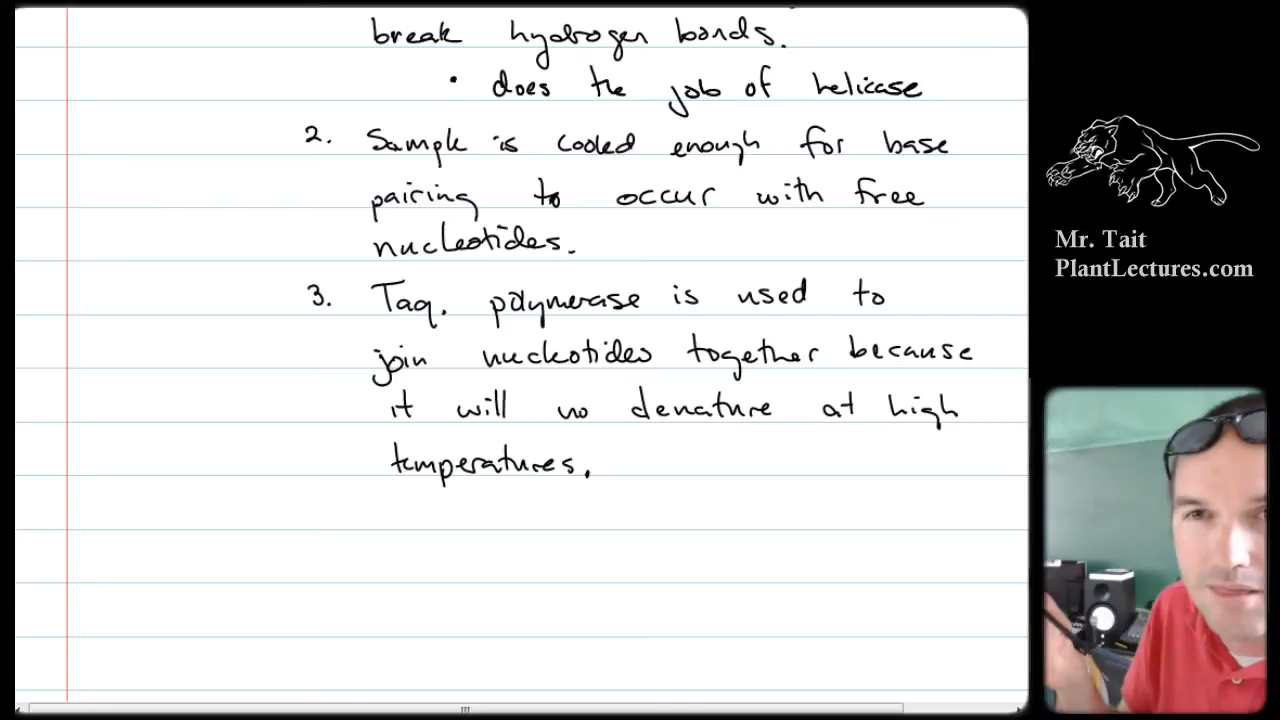 break hydrogen bonds.
• does the job of helicase
2. Sample is cooled enough for base
pairing to occur with free
nucleotides.
3. Taq. polymerase is used to
join nucleotides together because
it will no denature at high
temperatures.
Mr. Tait
PlantLectures.com